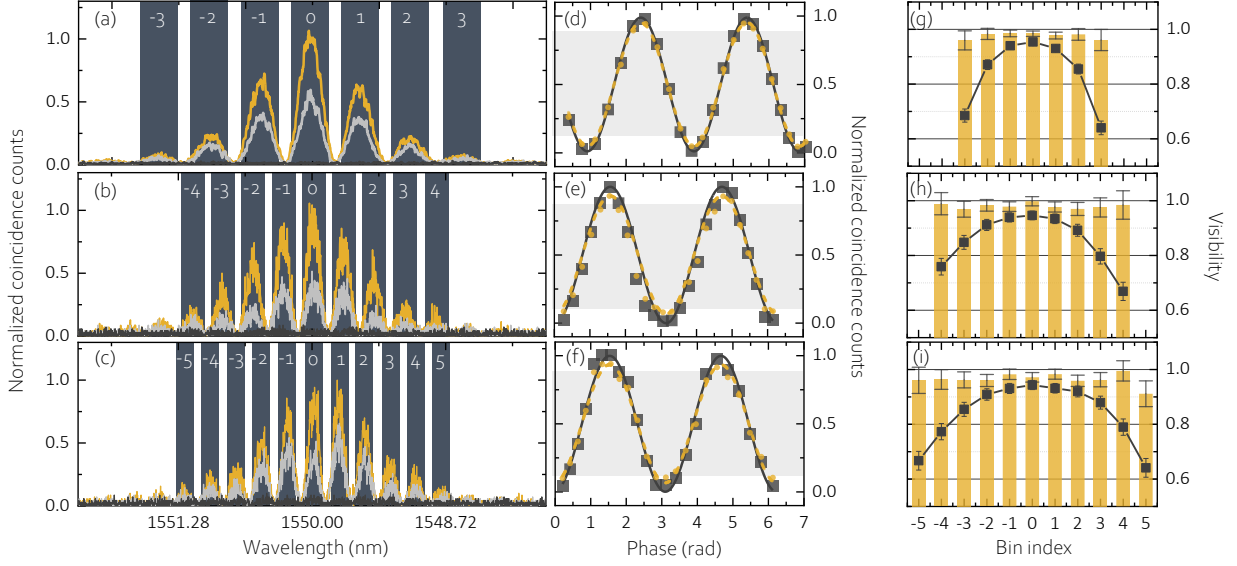 (a) -3 -2 -1 0 1 2 3
1.0
0.5
0.0
(b) -4 -3 -2 -1 0 1 2 3 4
1.0
0.5
0.0
(c) -5 -4 -3 -2 -1 0 1 2 3 4 5
1.0
0.5
0.0
1551.28 1550.00 1548.72
Wavelength (nm)
Normalized coincidence counts
(d)
1.0
0.5
0.0
(e)
1.0
0.5
0.0
(f)
1.0
0.5
0.0
0 1 2 3 4 5 6 7
Phase (rad)
Normalized coincidence counts
(g)
1.0
0.8
0.6
(h)
1.0
0.8
0.6
(i)
1.0
0.8
0.6
-5 -4 -3 -2 -1 0 1 2 3 4 5
Bin index
Visibility